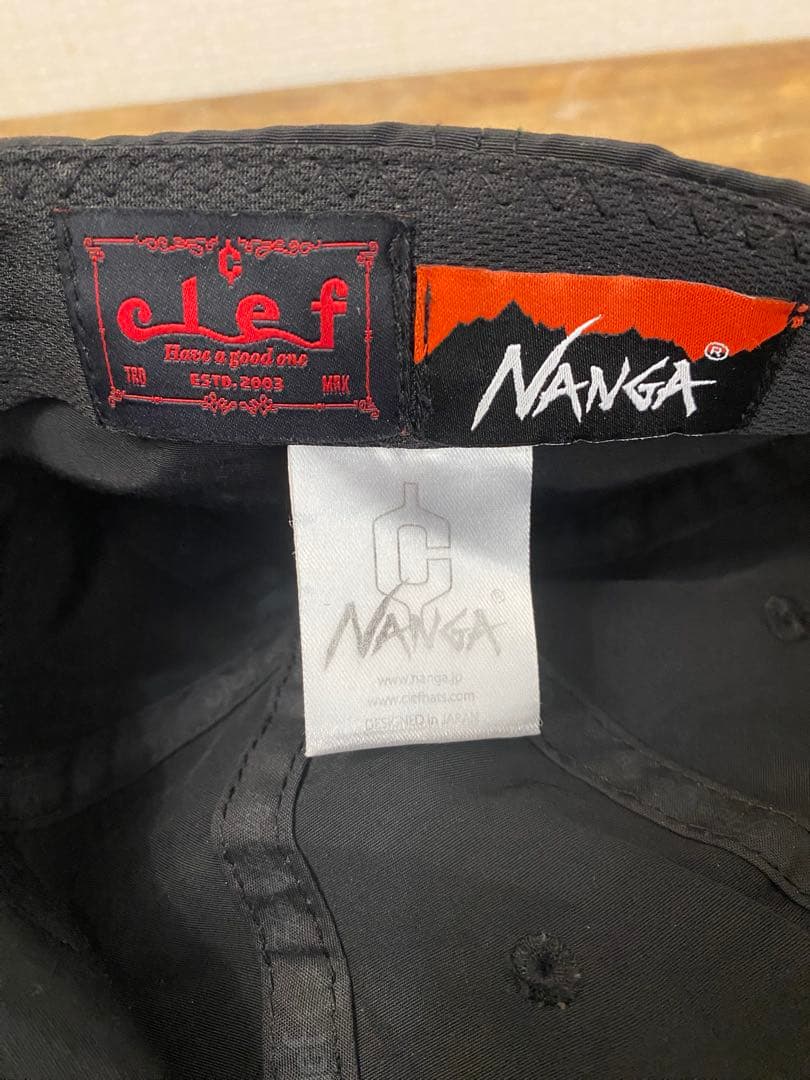 ¢
clef
Have a good one
TRD ESTD. 2003 MRK
NANGA®
C
NANGA
www.nanga.jp
www.clefhats.com
DESIGNED in JAPAN